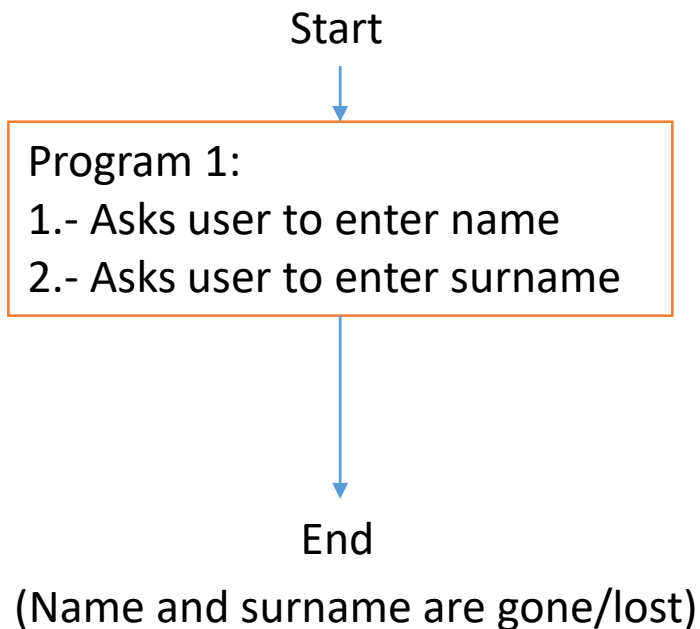 Start
Program 1:
1.- Asks user to enter name
2.- Asks user to enter surname
End
(Name and surname are gone/lost)